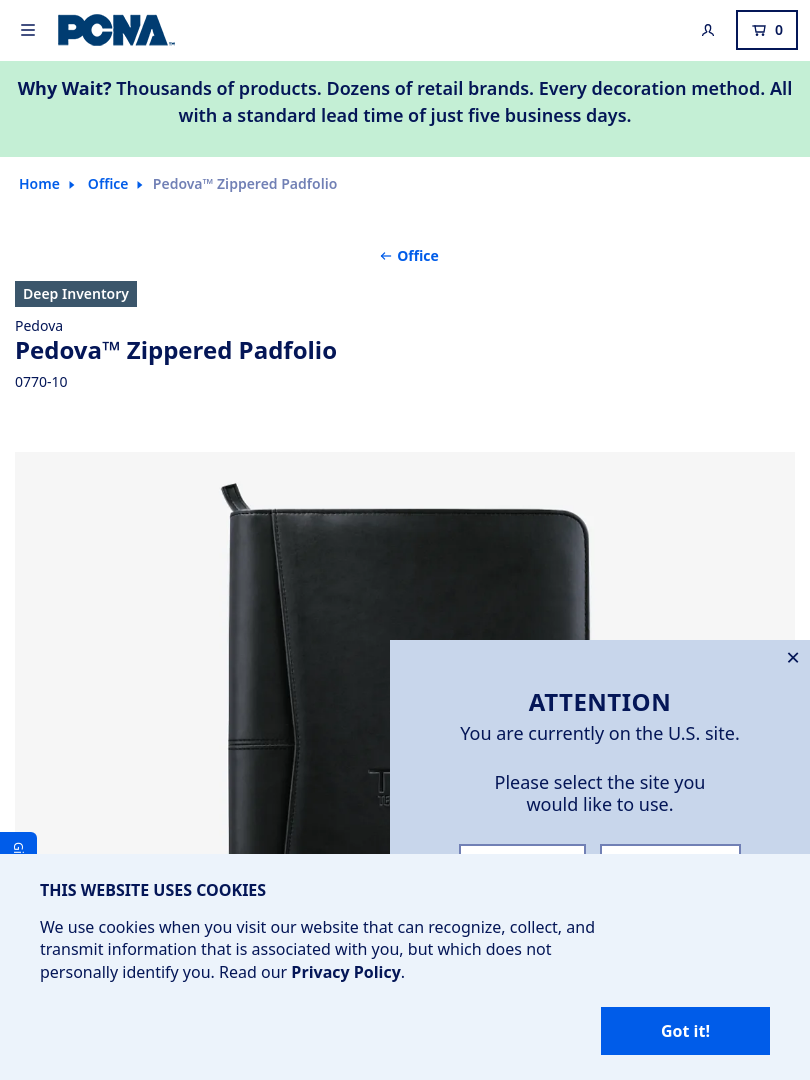 PCNA
0
Why Wait? Thousands of products. Dozens of retail brands. Every decoration method. All
with a standard lead time of just five business days.
Home
Office
Pedova™ Zippered Padfolio
← Office
Deep Inventory
Pedova
Pedova™ Zippered Padfolio
0770-10
ATTENTION
You are currently on the U.S. site.
Please select the site you
would like to use.
THIS WEBSITE USES COOKIES
We use cookies when you visit our website that can recognize, collect, and
transmit information that is associated with you, but which does not
personally identify you. Read our Privacy Policy.
Got it!